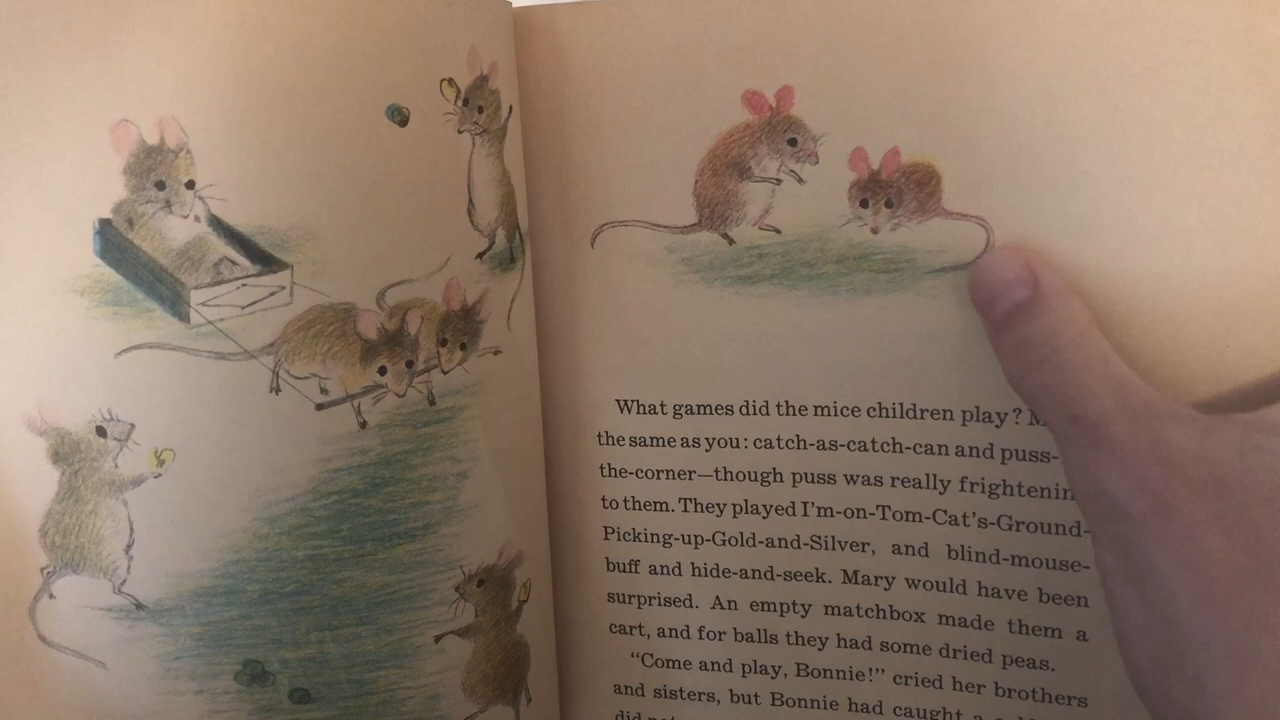 What games did the mice children play?
the same as you: catch-as-catch-can and puss-
the-corner—though puss was really frightenin
to them. They played I'm-on-Tom-Cat's-Ground-
Picking-up-Gold-and-Silver, and blind-mouse-
buff and hide-and-seek. Mary would have been
surprised. An empty matchbox made them a
cart, and for balls they had some dried peas.
"Come and play, Bonnie!" cried her brothers
and sisters, but Bonnie had caught a
did